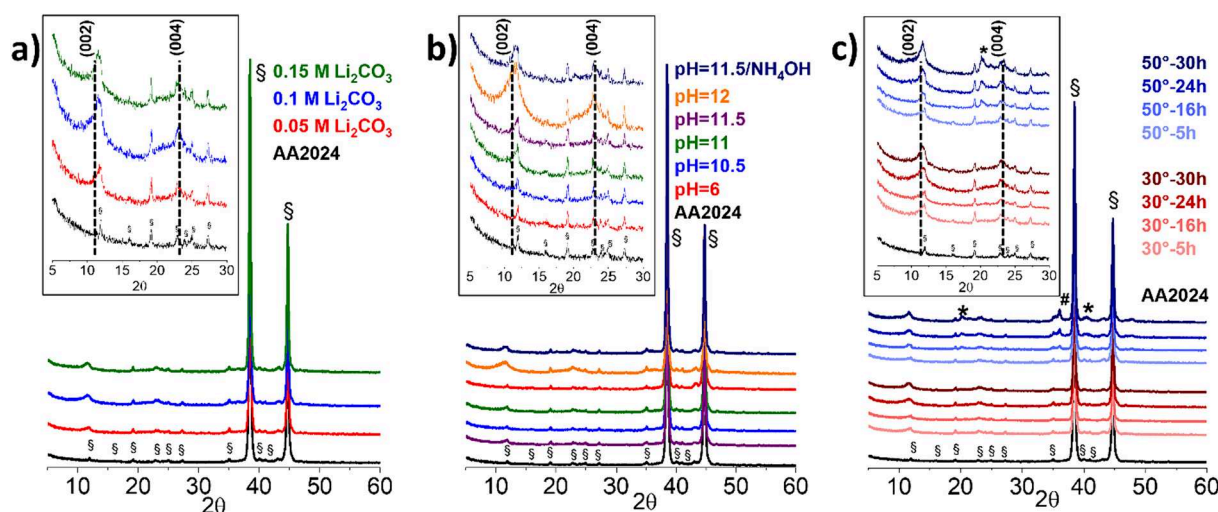 a)
(002)
(004)
§
0.15 M Li₂CO₃
0.1 M Li₂CO₃
0.05 M Li₂CO₃
AA2024
§
§ § § § § § §
5 10 15 20 25 30
2θ
§ § § § § § § § §
0 10 20 30 40 50 60
2θ
b)
(002)
(004)
pH=11.5/NH₄OH
pH=12
pH=11.5
pH=11
pH=10.5
pH=6
AA2024
§ §
§ § § § § § §
5 10 15 20 25 30
2θ
§ § § § § § § § §
0 10 20 30 40 50 60
2θ
c)
(002)
*
(004)
§
50°-30h
50°-24h
50°-16h
50°-5h
30°-30h
30°-24h
30°-16h
30°-5h
AA2024
§
§ § § § § § §
5 10 15 20 25 30
2θ
* # *
§ § § § § § § § §
0 10 20 30 40 50 60
2θ